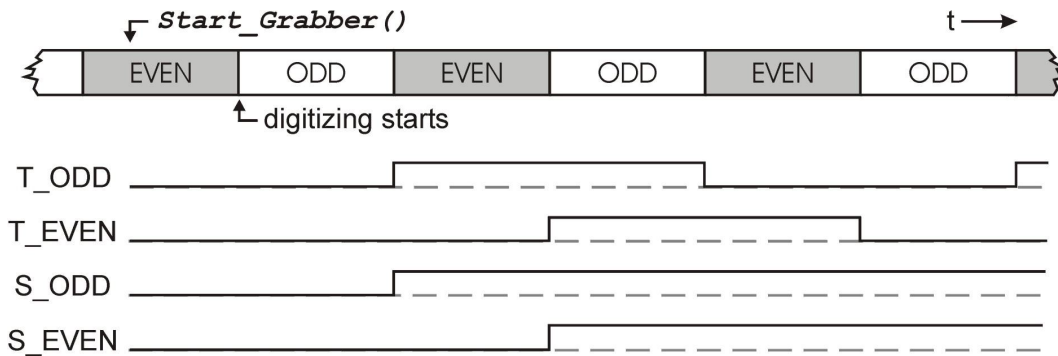 Start_Grabber()
t
EVEN ODD EVEN ODD EVEN ODD
digitizing starts
T_ODD
T_EVEN
S_ODD
S_EVEN